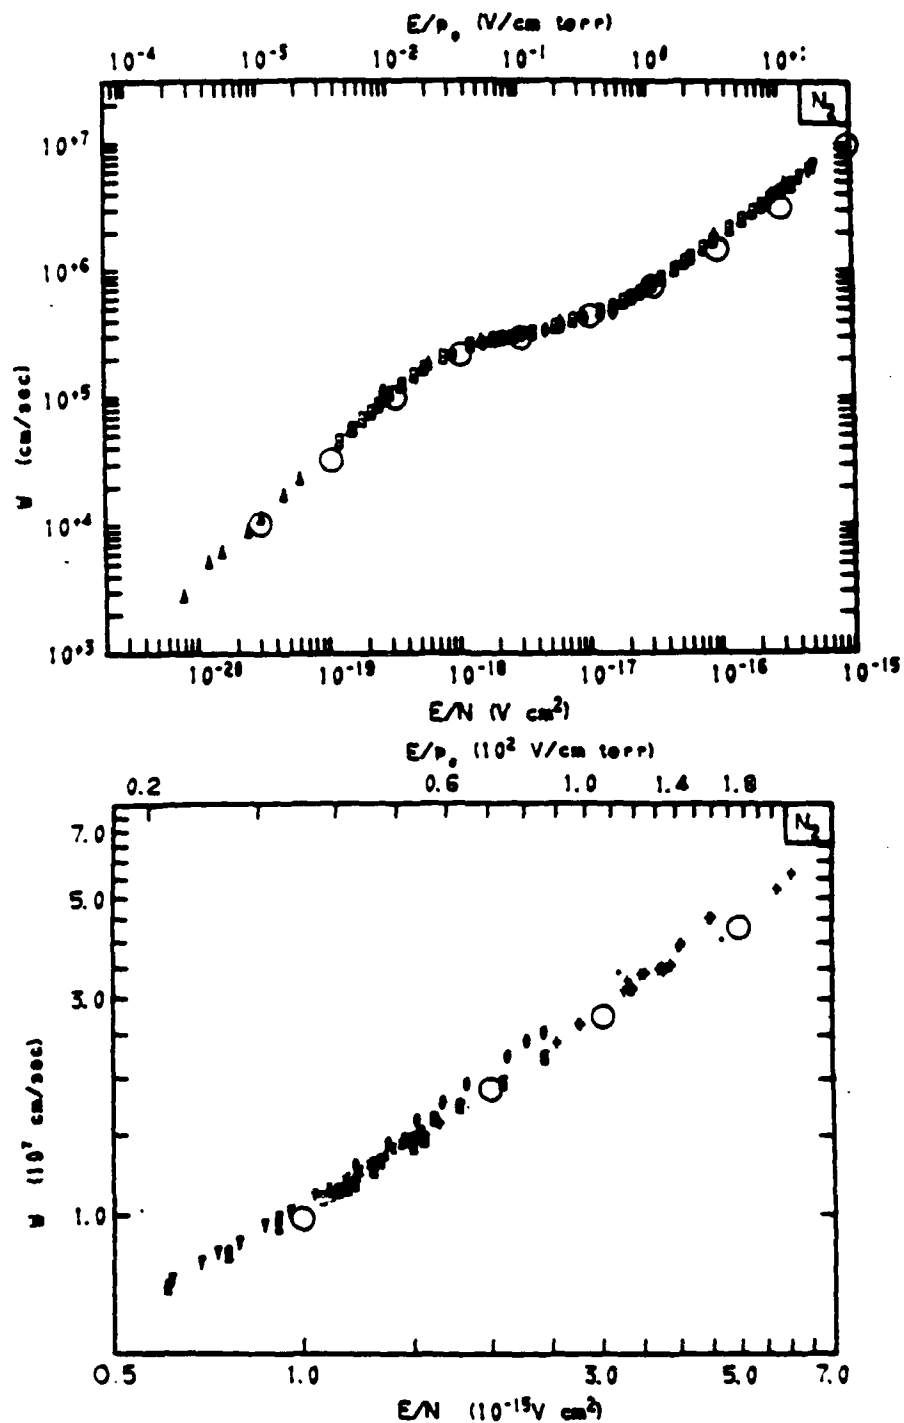 E/p₀ (V/cm torr)
10⁻⁴ 10⁻³ 10⁻² 10⁻¹ 10⁰ 10⁺¹
N₂
10⁺⁷
10⁺⁶
10⁺⁵
10⁺⁴
10⁺³
W (cm/sec)
10⁻²⁰ 10⁻¹⁹ 10⁻¹⁸ 10⁻¹⁷ 10⁻¹⁶ 10⁻¹⁵
E/N (V cm²)
E/p₀ (10² V/cm torr)
0.2 0.6 1.0 1.4 1.8
N₂
7.0
5.0
3.0
1.0
W (10⁷ cm/sec)
0.5 1.0 3.0 5.0 7.0
E/N (10⁻¹⁵V cm²)